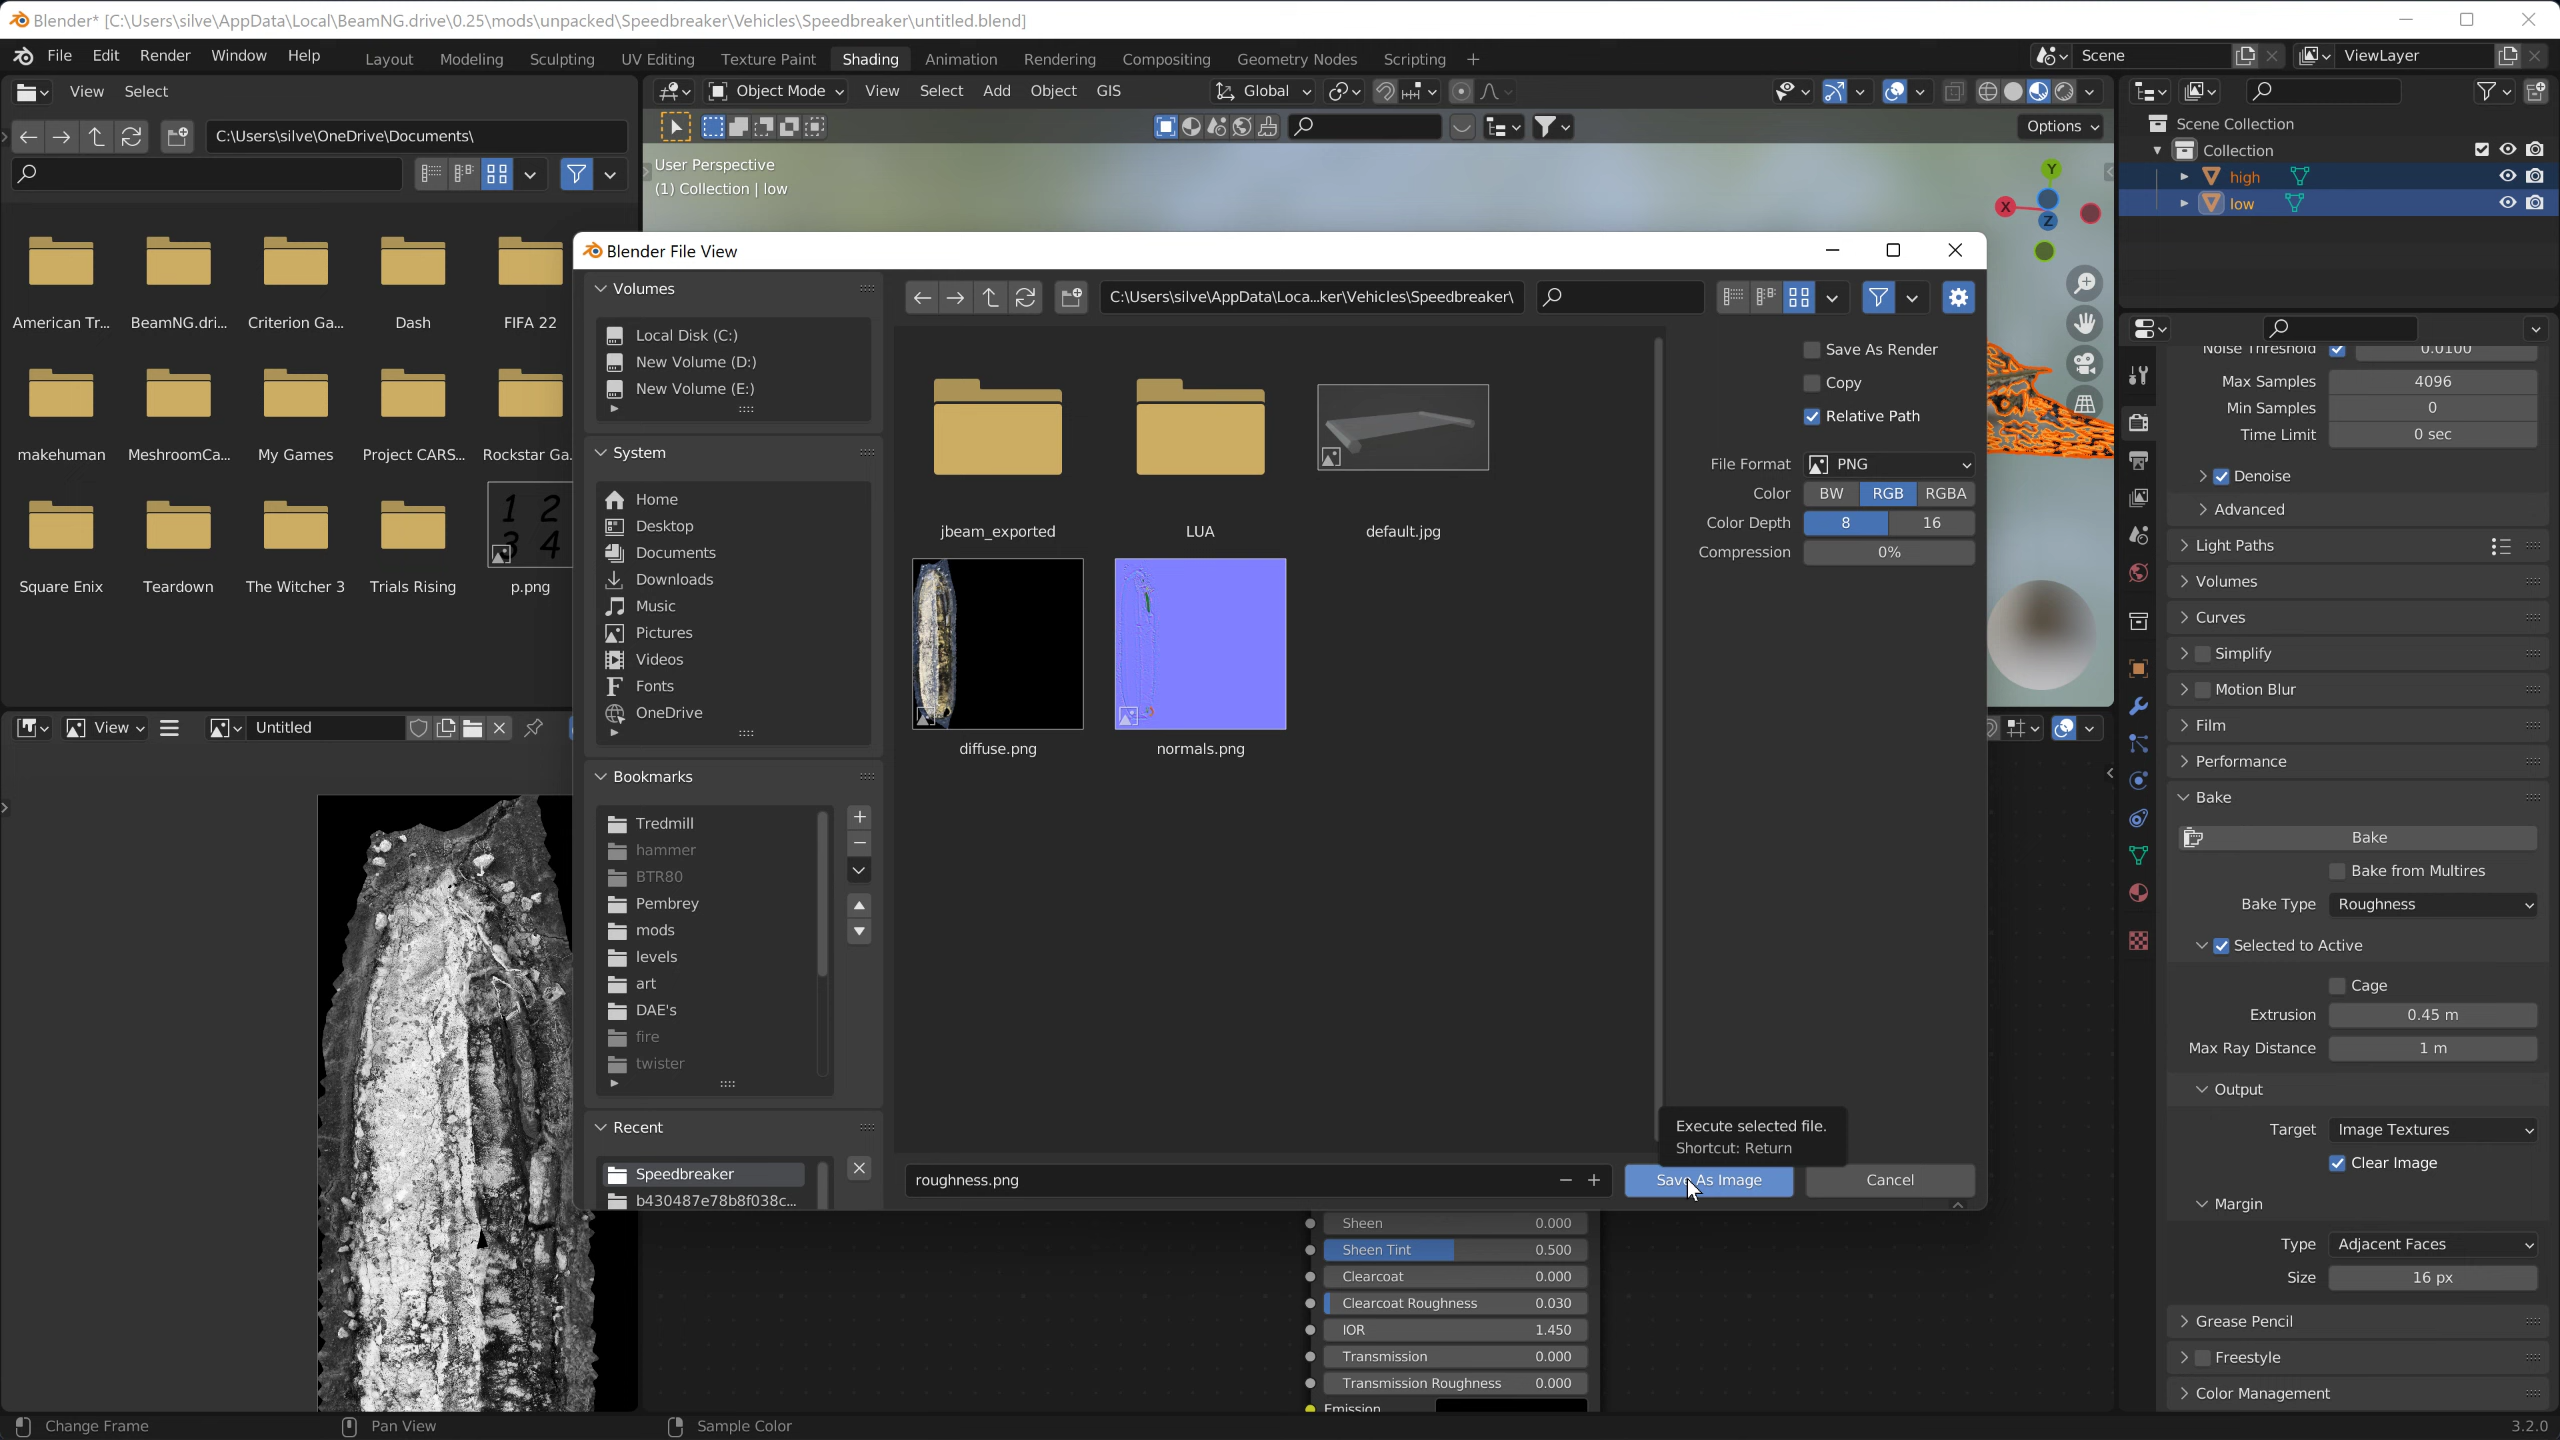 Blender* [C:\Users\silve\AppData\Local\BeamNG.drive\0.25\mods\unpacked\Speedbreaker\Vehicles\Speedbreaker\untitled.blend]
File Edit Render Window Help Layout Modeling Sculpting UV Editing Texture Paint Shading Animation Rendering Compositing Geometry Nodes Scripting + Scene ViewLayer
View Select
Object Mode View Select Add Object GIS Global
C:\Users\silve\OneDrive\Documents\
Options
User Perspective
(1) Collection | low
Y
X
Z
Scene Collection
Collection
high
low
American Tr... BeamNG.dri... Criterion Ga... Dash FIFA 22
makehuman MeshroomCa... My Games Project CARS... Rockstar Ga
1 2
3 4
Square Enix Teardown The Witcher 3 Trials Rising p.png
View Untitled
Blender File View
Volumes
Local Disk (C:)
New Volume (D:)
New Volume (E:)
System
Home
Desktop
Documents
Downloads
Music
Pictures
Videos
Fonts
OneDrive
Bookmarks
Tredmill
hammer
BTR80
Pembrey
mods
levels
art
DAE's
fire
twister
Recent
Speedbreaker
b430487e78b8f038c...
C:\Users\silve\AppData\Loca...ker\Vehicles\Speedbreaker\
jbeam_exported LUA default.jpg
diffuse.png normals.png
Save As Render
Copy
Relative Path
File Format PNG
Color BW RGB RGBA
Color Depth 8 16
Compression 0%
Execute selected file.
Shortcut: Return
roughness.png
Save As Image Cancel
Sheen 0.000
Sheen Tint 0.500
Clearcoat 0.000
Clearcoat Roughness 0.030
IOR 1.450
Transmission 0.000
Transmission Roughness 0.000
Emission
Noise Threshold 0.0100
Max Samples 4096
Min Samples 0
Time Limit 0 sec
Denoise
Advanced
Light Paths
Volumes
Curves
Simplify
Motion Blur
Film
Performance
Bake
Bake
Bake from Multires
Bake Type Roughness
Selected to Active
Cage
Extrusion 0.45 m
Max Ray Distance 1 m
Output
Target Image Textures
Clear Image
Margin
Type Adjacent Faces
Size 16 px
Grease Pencil
Freestyle
Color Management
Change Frame Pan View Sample Color 3.2.0